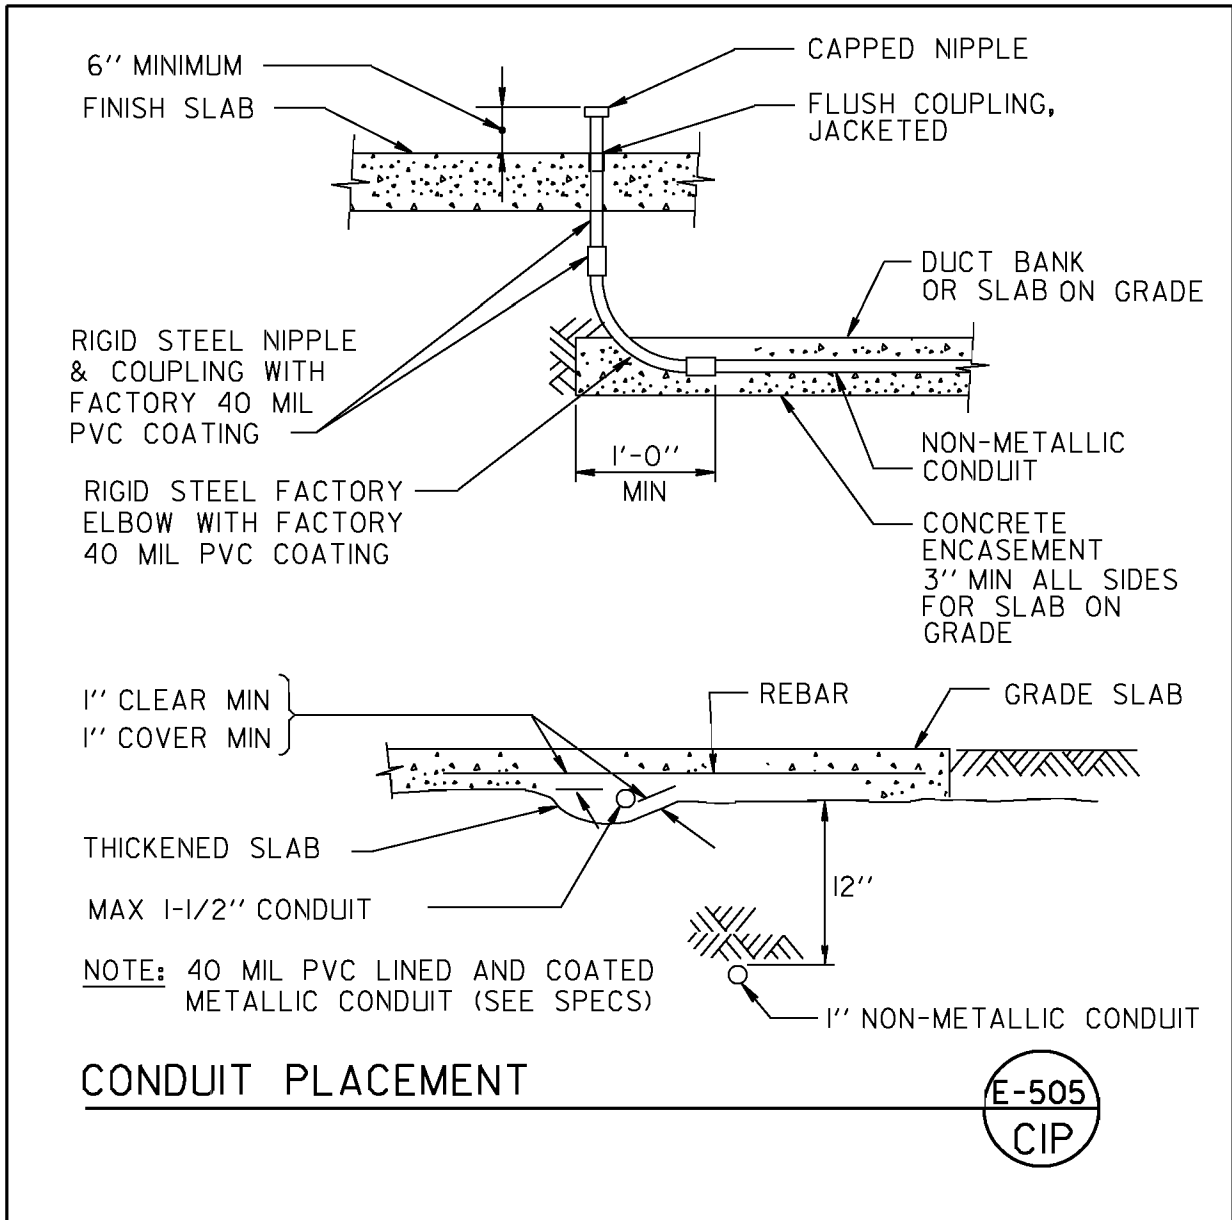 6'' MINIMUM
FINISH SLAB
CAPPED NIPPLE
FLUSH COUPLING,
JACKETED
DUCT BANK
OR SLAB ON GRADE
RIGID STEEL NIPPLE
& COUPLING WITH
FACTORY 40 MIL
PVC COATING
1'-0''
MIN
NON-METALLIC
CONDUIT
RIGID STEEL FACTORY
ELBOW WITH FACTORY
40 MIL PVC COATING
CONCRETE
ENCASEMENT
3'' MIN ALL SIDES
FOR SLAB ON
GRADE
1'' CLEAR MIN
1'' COVER MIN
REBAR
GRADE SLAB
THICKENED SLAB
MAX 1-1/2'' CONDUIT
12''
NOTE: 40 MIL PVC LINED AND COATED
METALLIC CONDUIT (SEE SPECS)
1'' NON-METALLIC CONDUIT
CONDUIT PLACEMENT
E-505
CIP